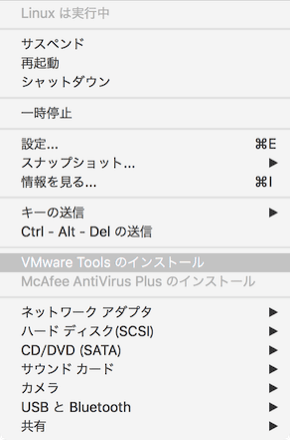 Linux は実行中
サスペンド
再起動
シャットダウン
一時停止
設定... ⌘E
スナップショット... ▶
情報を見る... ⌘I
キーの送信 ▶
Ctrl - Alt - Del の送信
VMware Tools のインストール
McAfee AntiVirus Plus のインストール
ネットワーク アダプタ ▶
ハード ディスク(SCSI) ▶
CD/DVD (SATA) ▶
サウンド カード ▶
カメラ ▶
USB と Bluetooth ▶
共有 ▶